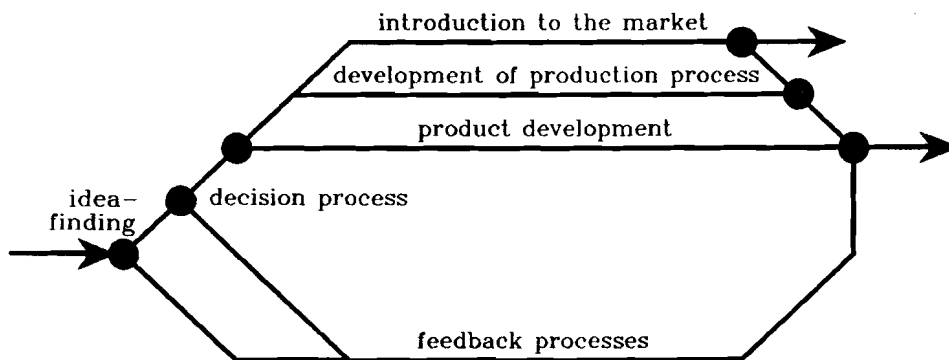 introduction to the market
development of production process
product development
idea-
finding
decision process
feedback processes